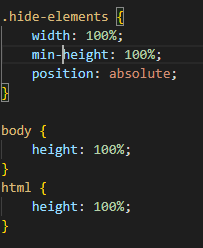 .hide-elements {
width: 100%;
min-height: 100%;
position: absolute;
}
body {
height: 100%;
}
html {
height: 100%;
}